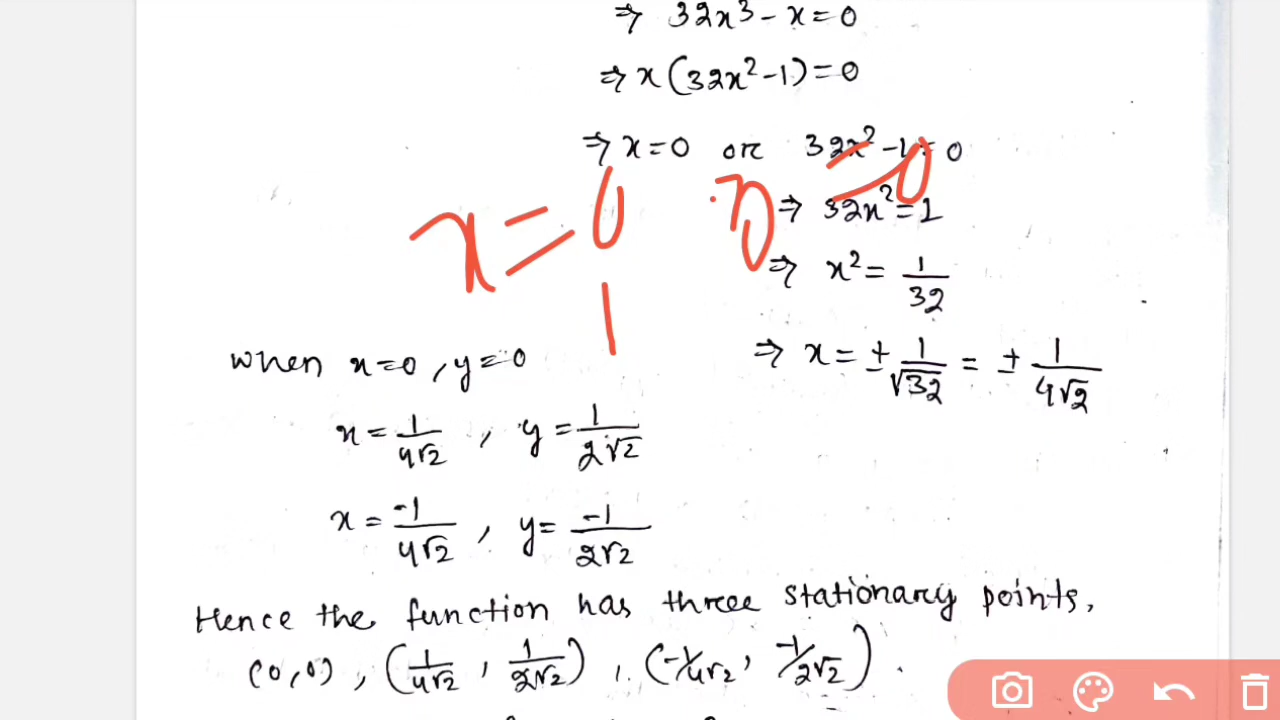 ⇒ 32x³ - x = 0
⇒ x(32x² - 1) = 0
⇒ x = 0 or 32x² - 1 = 0
x = 0
⇒ 32x² = 1
⇒ x² = 1/32
when x = 0, y = 0
⇒ x = ± 1/√32 = ± 1/4√2
x = 1/4√2, y = 1/2√2
x = -1/4√2, y = -1/2√2
Hence the function has three stationary points,
(0,0), (1/4√2, 1/2√2), (-1/4√2, -1/2√2).